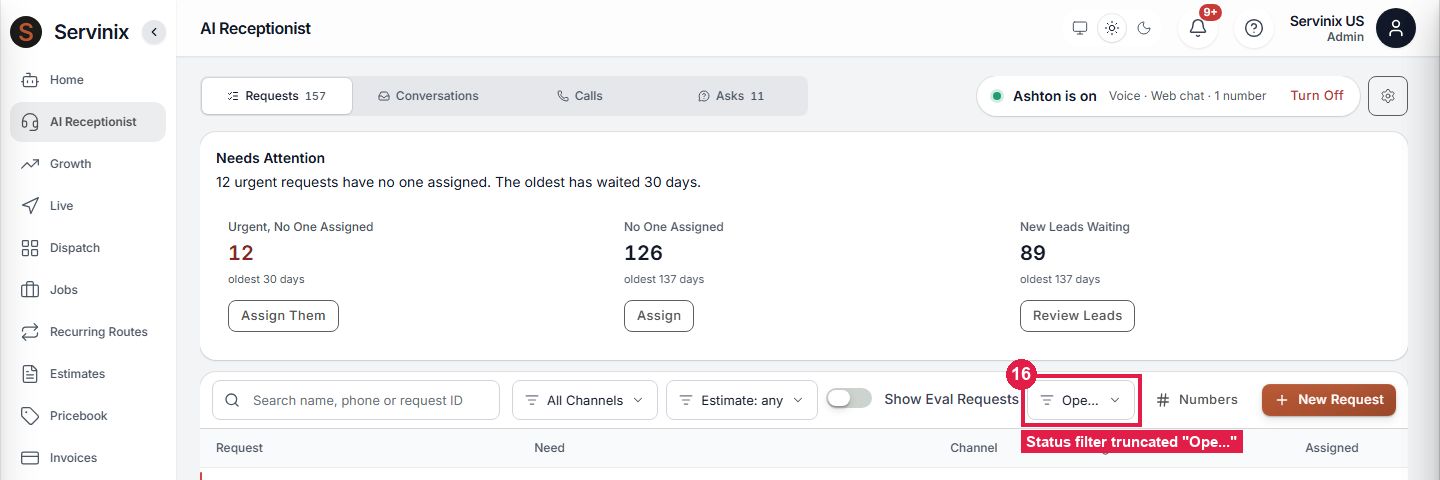 S Servinix
AI Receptionist
9+
Servinix US
Admin
Home
AI Receptionist
Growth
Live
Dispatch
Jobs
Recurring Routes
Estimates
Pricebook
Invoices
Requests 157
Conversations
Calls
Asks 11
Ashton is on Voice · Web chat · 1 number Turn Off
Needs Attention
12 urgent requests have no one assigned. The oldest has waited 30 days.
Urgent, No One Assigned
12
oldest 30 days
Assign Them
No One Assigned
126
oldest 137 days
Assign
New Leads Waiting
89
oldest 137 days
Review Leads
Search name, phone or request ID
All Channels
Estimate: any
Show Eval Requests
16
Ope...
Numbers
New Request
Status filter truncated "Ope..."
Request Need Channel Assigned